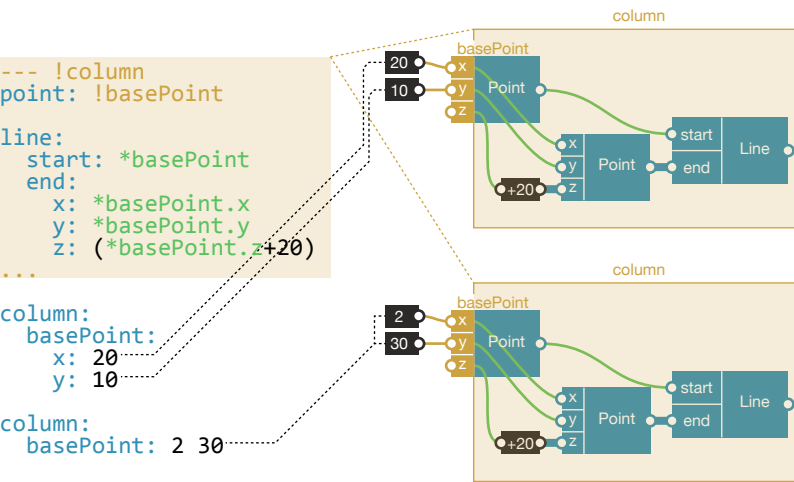 --- !column
point: !basePoint
line:
  start: *basePoint
  end:
    x: *basePoint.x
    y: *basePoint.y
    z: (*basePoint.z+20)
...
column:
  basePoint:
    x: 20
    y: 10
column:
  basePoint: 2 30
column
basePoint
20
x
10
y
Point
z
x
y
Point
+20
z
start
Line
end
column
basePoint
2
x
30
y
Point
z
x
y
Point
+20
z
start
Line
end